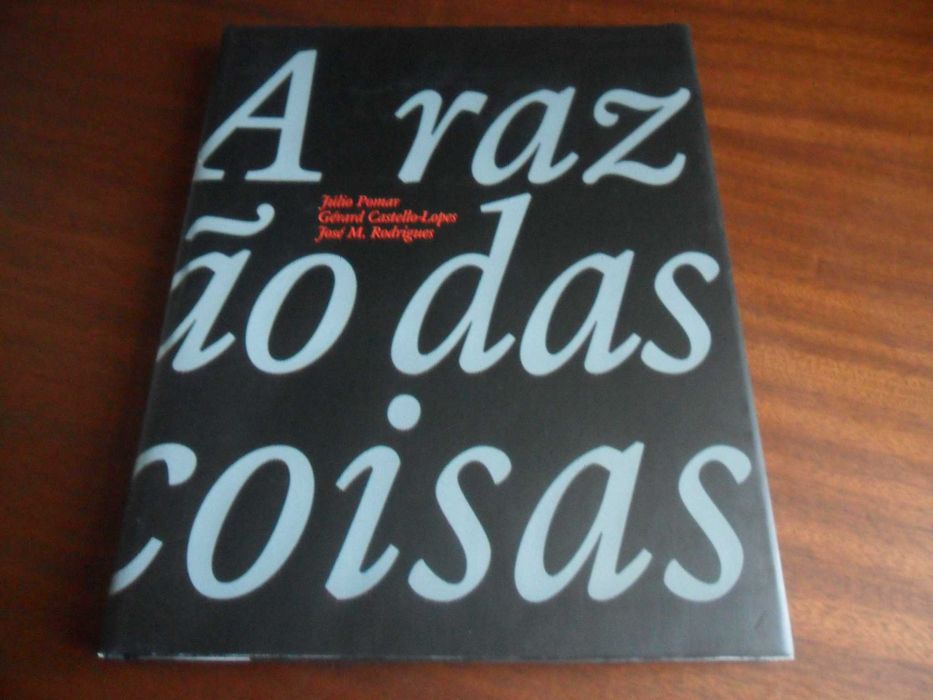 A raz
Júlio Pomar
Gérard Castello-Lopes
José M. Rodrigues
ão das
coisas